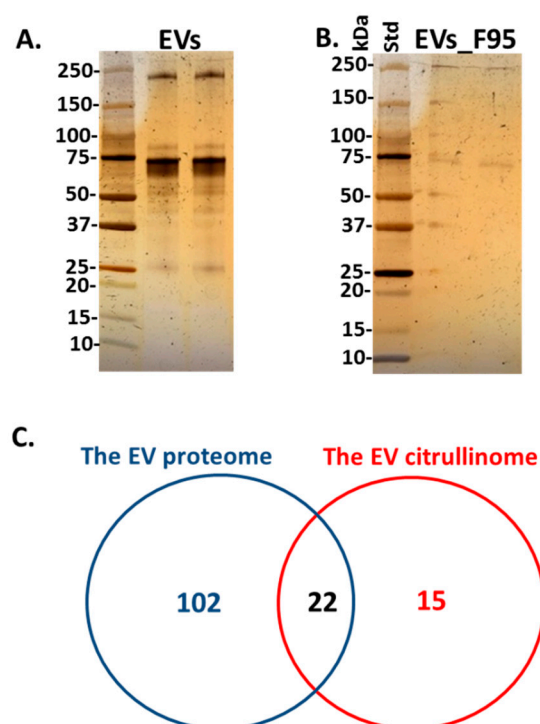 A.
EVs
250-
150-
100-
75-
50-
37-
25-
20-
15-
10-
B.
kDa
Std
EVs_F95
250-
150-
100-
75-
50-
37-
25-
20-
15-
10-
C.
The EV proteome
The EV citrullinome
102
22
15